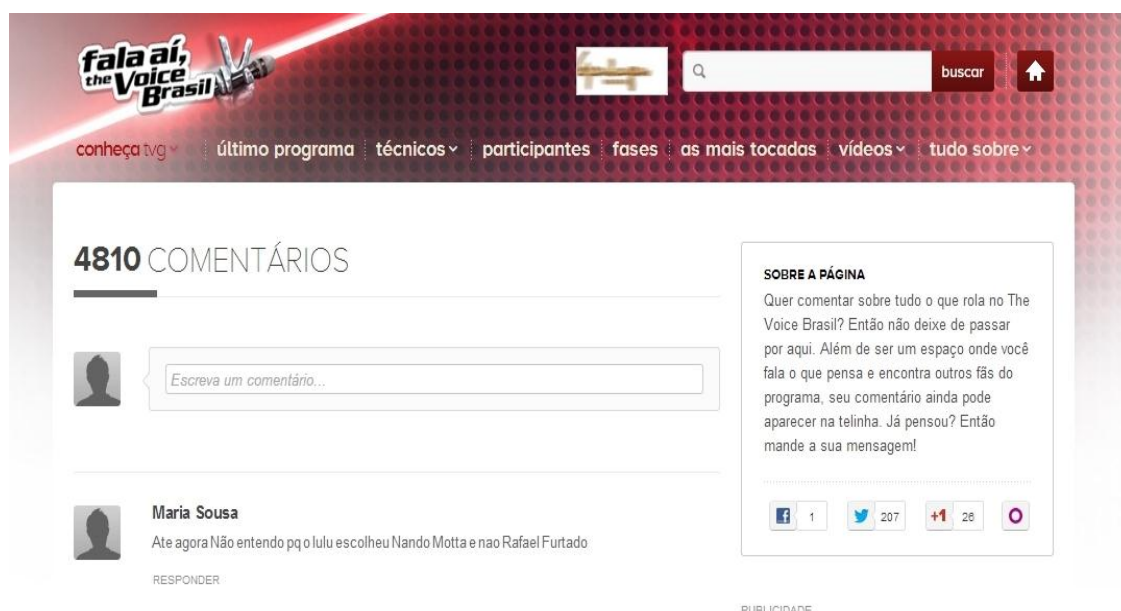 fala aí,
the Voice
Brasil
buscar
conheça tvg último programa técnicos participantes fases as mais tocadas vídeos tudo sobre
4810 COMENTÁRIOS
Escreva um comentário...
Maria Sousa
Ate agora Não entendo pq o lulu escolheu Nando Motta e nao Rafael Furtado
RESPONDER
SOBRE A PÁGINA
Quer comentar sobre tudo o que rola no The
Voice Brasil? Então não deixe de passar
por aqui. Além de ser um espaço onde você
fala o que pensa e encontra outros fãs do
programa, seu comentário ainda pode
aparecer na telinha. Já pensou? Então
mande a sua mensagem!
1 207 +1 26
PUBLICIDADE